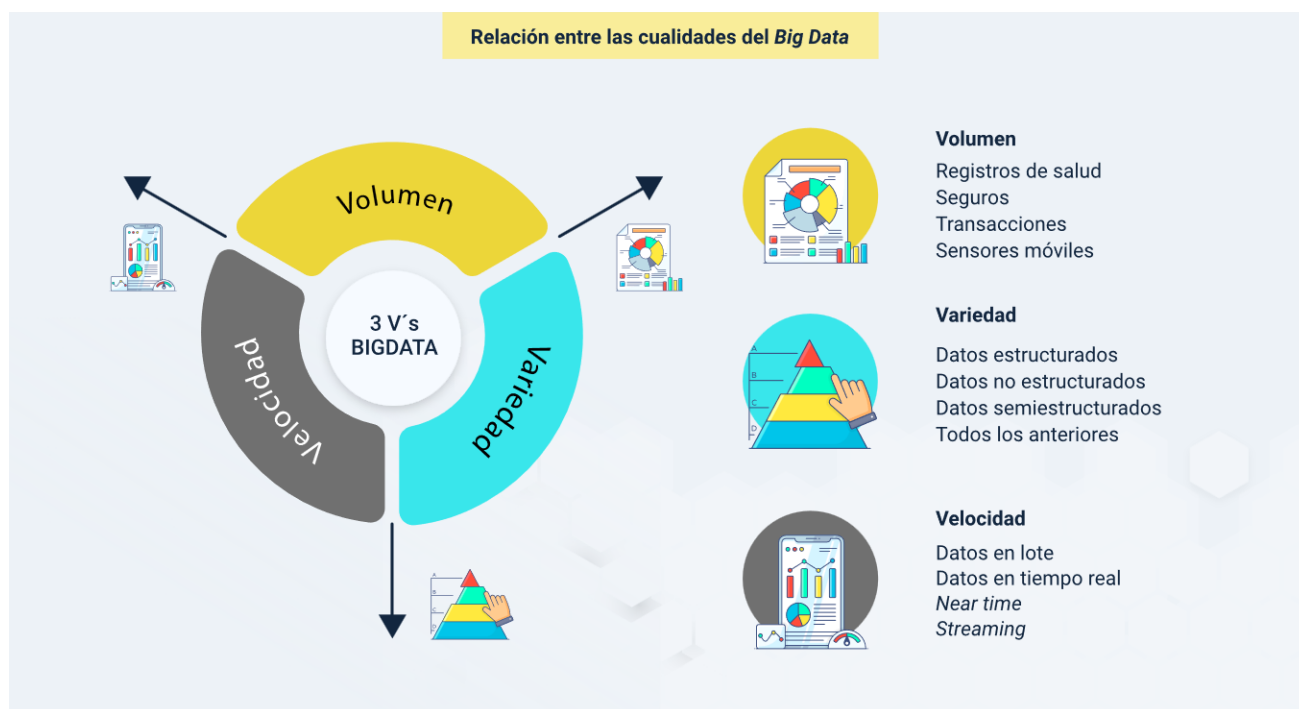 Relación entre las cualidades del Big Data
Volumen
Variedad
Velocidad
3 V´s
BIGDATA
A
B
C
D
Volumen
Registros de salud
Seguros
Transacciones
Sensores móviles
A
B
C
D
Variedad
Datos estructurados
Datos no estructurados
Datos semiestructurados
Todos los anteriores
Velocidad
Datos en lote
Datos en tiempo real
Near time
Streaming